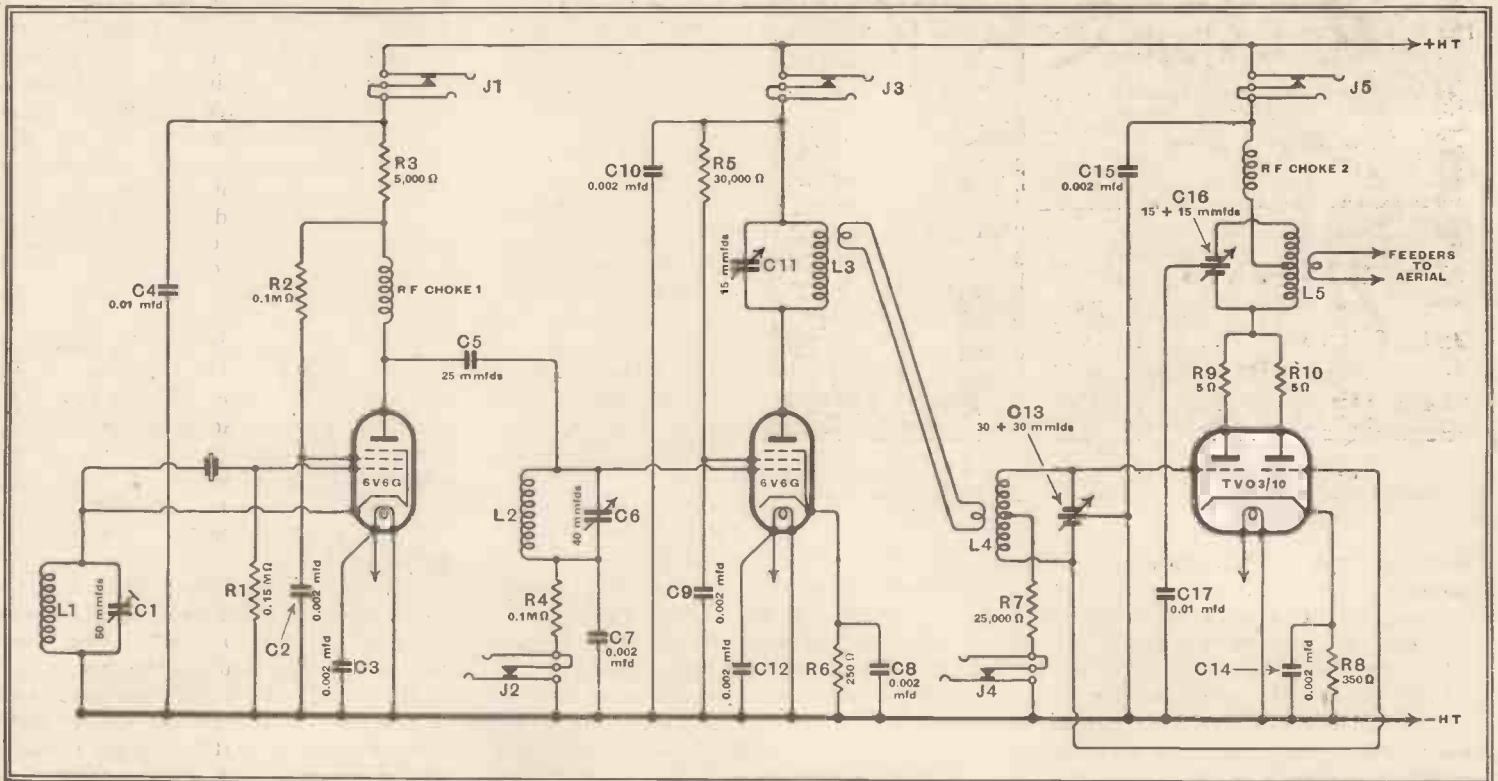 +HT
J1
J3
J5
R3
5,000 Ω
C10
0.002 mfd
R5
30,000 Ω
C15
0.002 mfd
RF CHOKE 2
C16
15 + 15 mmfds
C4
0.01 mfd
R2
0.1MΩ
RF CHOKE 1
15 mmfds
C11
L3
L5
FEEDERS
TO
AERIAL
C5
25 mmfds
R9
5Ω
R10
5Ω
C13
30 + 30 mmfds
6V6G
6V6G
TVO3/10
L2
40 mmfds
C6
L4
L1
50 mmfds
C1
R1
0.15 MΩ
C2
0.002 mfd
C3
0.002 mfd
R4
0.1MΩ
C7
0.002
mfd
J2
C9
0.002 mfd
C12
0.002 mfd
R6
250Ω
C8
0.002
mfd
R7
25,000 Ω
J4
C17
0.01 mfd
C14
0.002 mfd
R8
350Ω
-HT